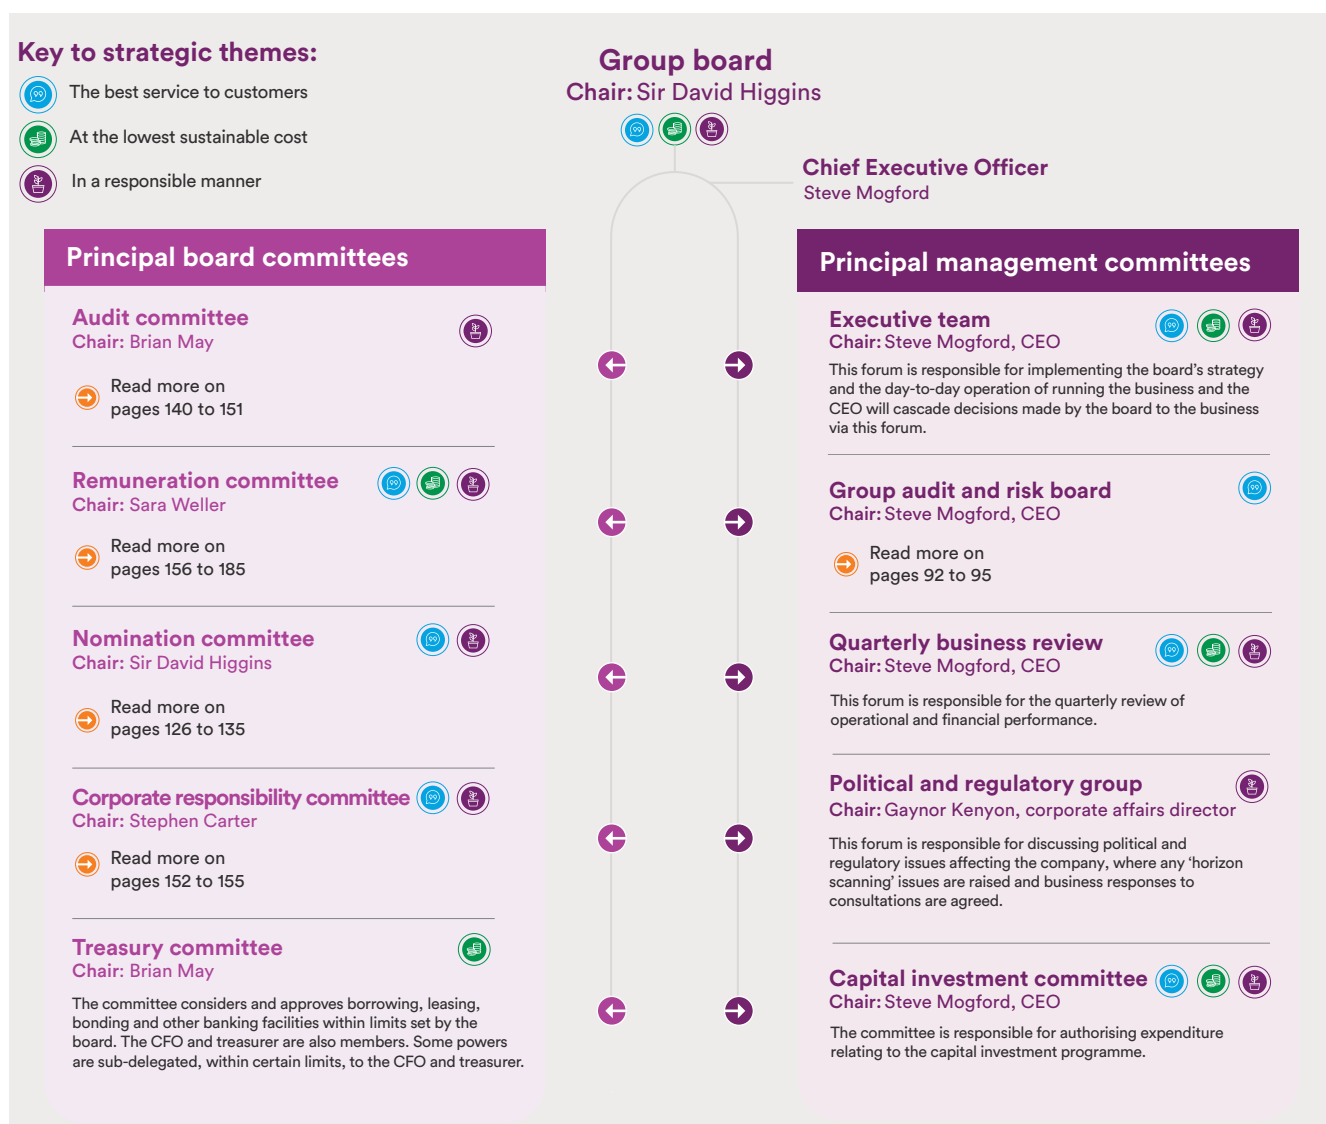 Key to strategic themes:
The best service to customers
At the lowest sustainable cost
In a responsible manner
Group board
Chair: Sir David Higgins
Chief Executive Officer
Steve Mogford
Principal board committees
Audit committee
Chair: Brian May
Read more on
pages 140 to 151
Remuneration committee
Chair: Sara Weller
Read more on
pages 156 to 185
Nomination committee
Chair: Sir David Higgins
Read more on
pages 126 to 135
Corporate responsibility committee
Chair: Stephen Carter
Read more on
pages 152 to 155
Treasury committee
Chair: Brian May
The committee considers and approves borrowing, leasing,
bonding and other banking facilities within limits set by the
board. The CFO and treasurer are also members. Some powers
are sub-delegated, within certain limits, to the CFO and treasurer.
Principal management committees
Executive team
Chair: Steve Mogford, CEO
This forum is responsible for implementing the board's strategy
and the day-to-day operation of running the business and the
CEO will cascade decisions made by the board to the business
via this forum.
Group audit and risk board
Chair: Steve Mogford, CEO
Read more on
pages 92 to 95
Quarterly business review
Chair: Steve Mogford, CEO
This forum is responsible for the quarterly review of
operational and financial performance.
Political and regulatory group
Chair: Gaynor Kenyon, corporate affairs director
This forum is responsible for discussing political and
regulatory issues affecting the company, where any 'horizon
scanning' issues are raised and business responses to
consultations are agreed.
Capital investment committee
Chair: Steve Mogford, CEO
The committee is responsible for authorising expenditure
relating to the capital investment programme.